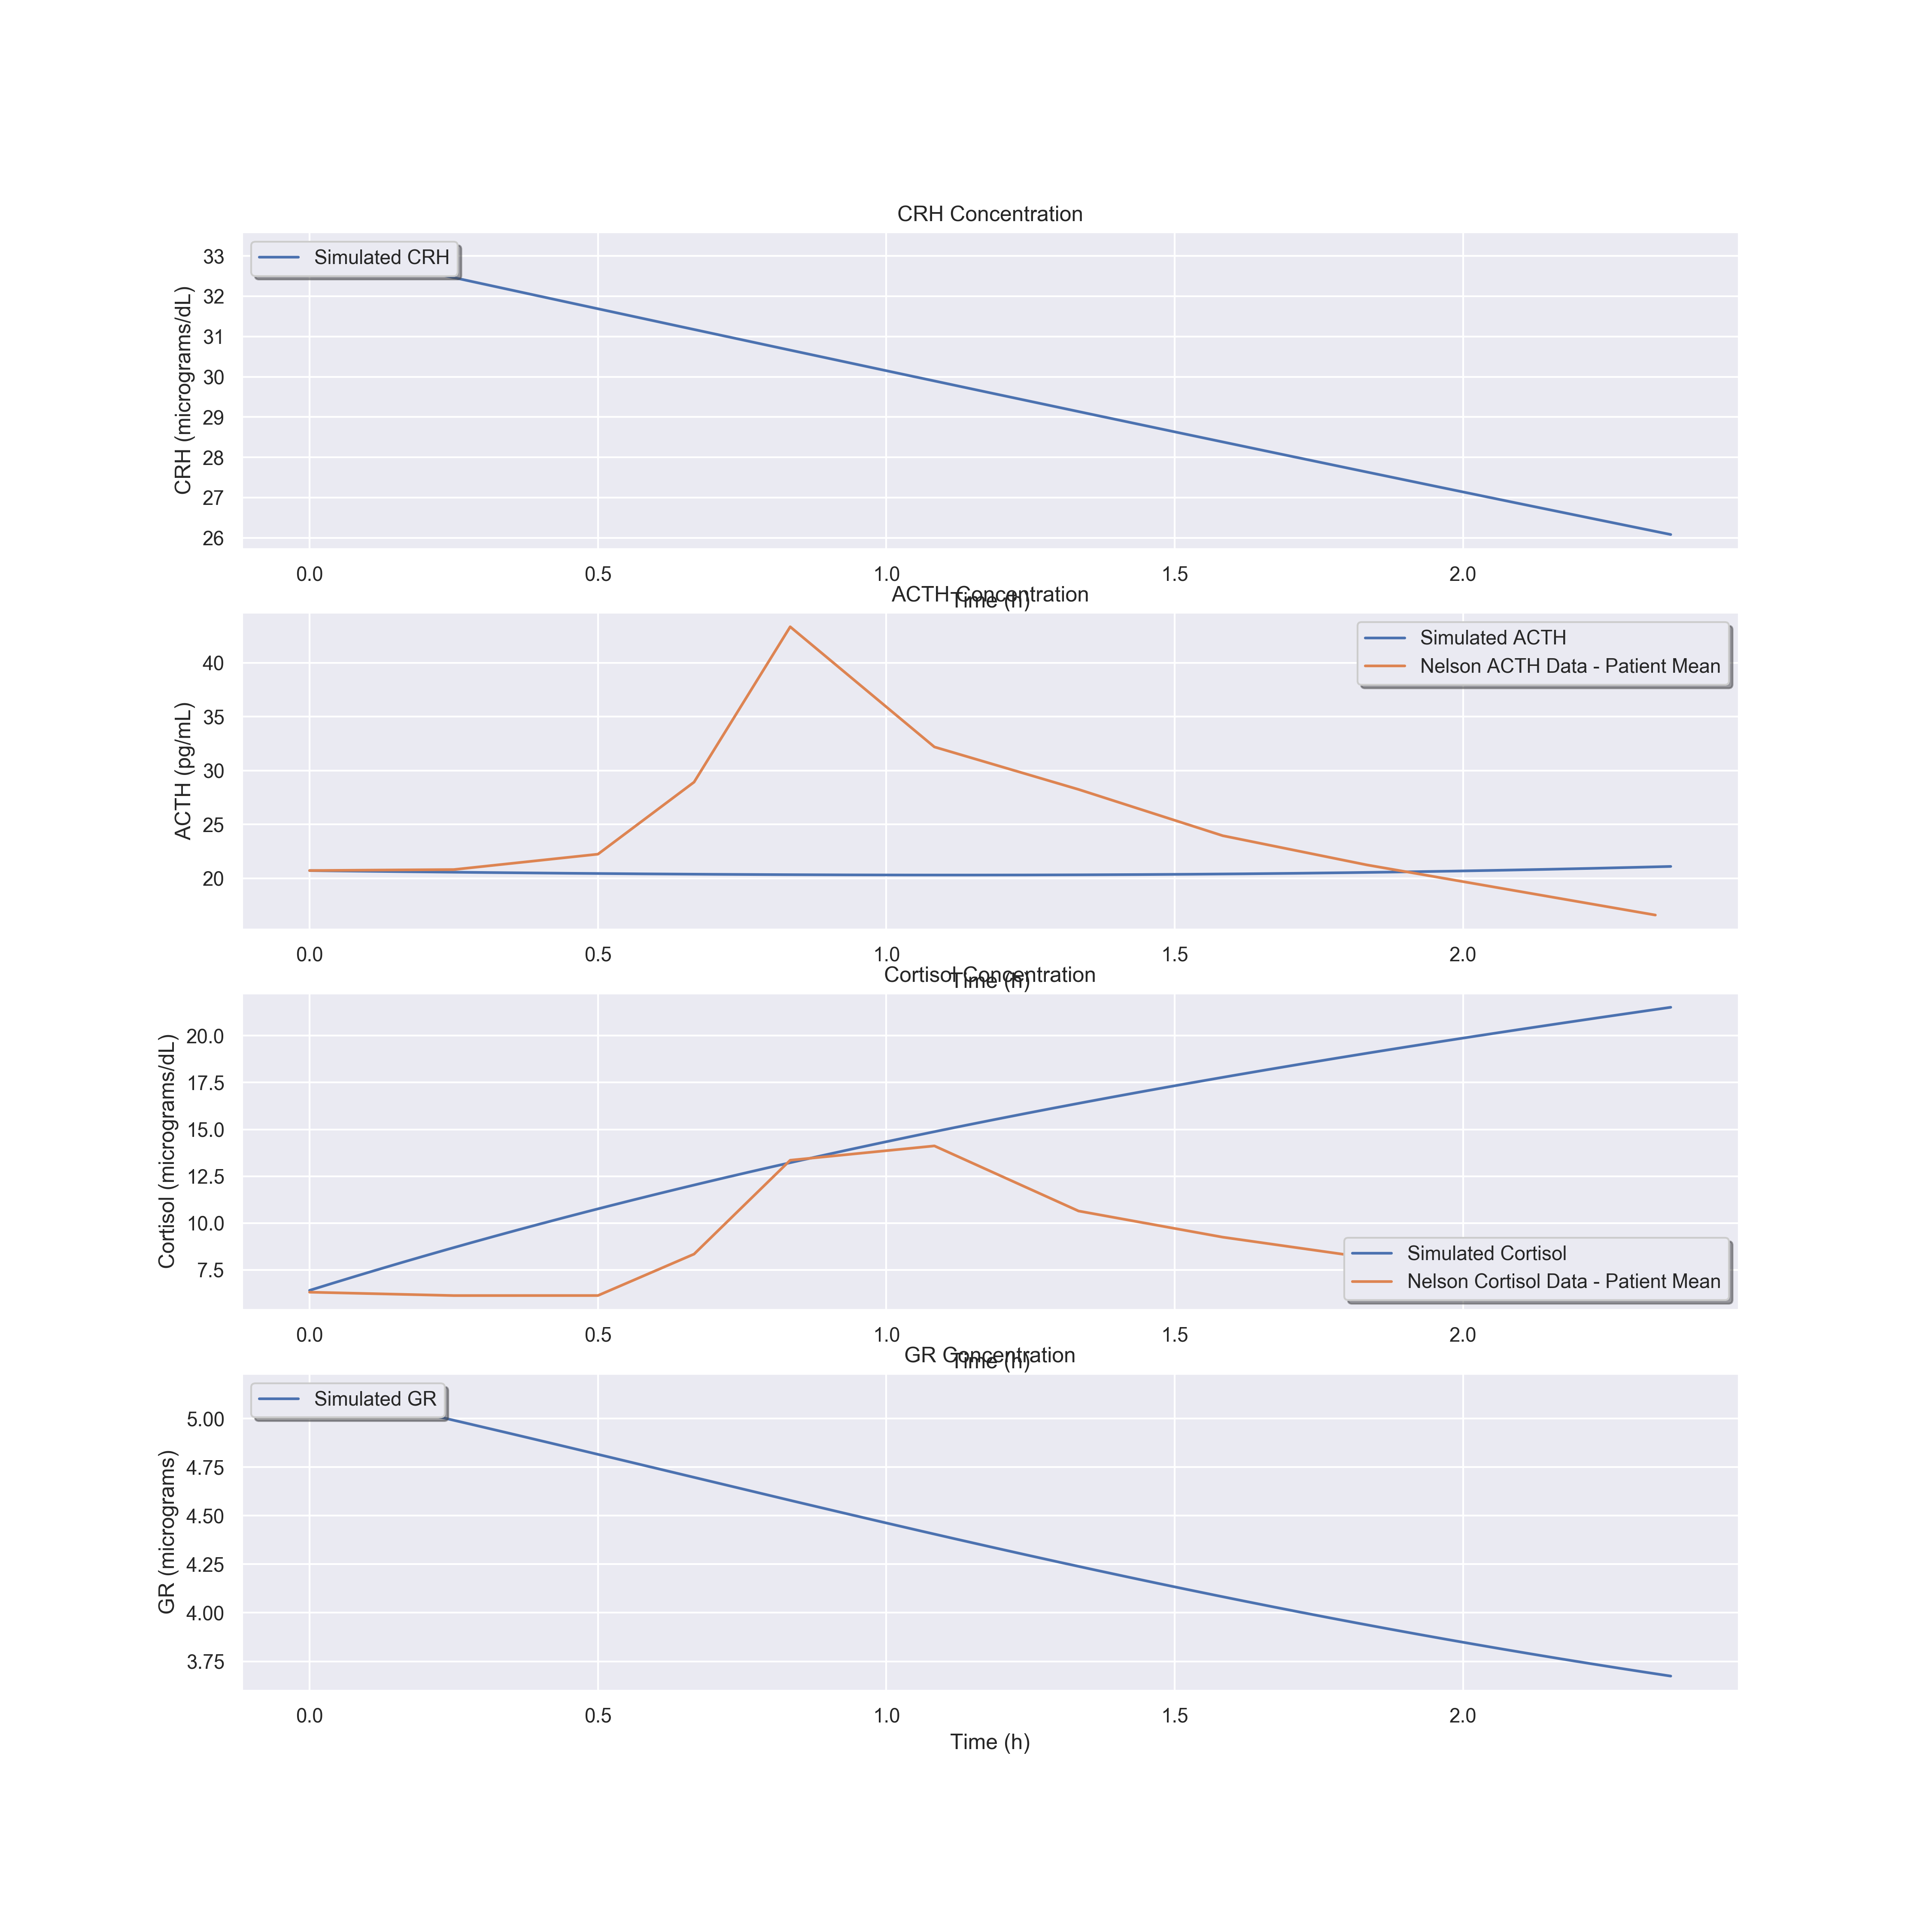 CRH Concentration
Simulated CRH
CRH (micrograms/dL)
33
32
31
30
29
28
27
26
0.0 0.5 1.0 1.5 2.0
Time (h)
ACTH Concentration
Simulated ACTH
Nelson ACTH Data - Patient Mean
ACTH (pg/mL)
40
35
30
25
20
0.0 0.5 1.0 1.5 2.0
Time (h)
Cortisol Concentration
Cortisol (micrograms/dL)
20.0
17.5
15.0
12.5
10.0
7.5
Simulated Cortisol
Nelson Cortisol Data - Patient Mean
0.0 0.5 1.0 1.5 2.0
Time (h)
GR Concentration
Simulated GR
GR (micrograms)
5.00
4.75
4.50
4.25
4.00
3.75
0.0 0.5 1.0 1.5 2.0
Time (h)